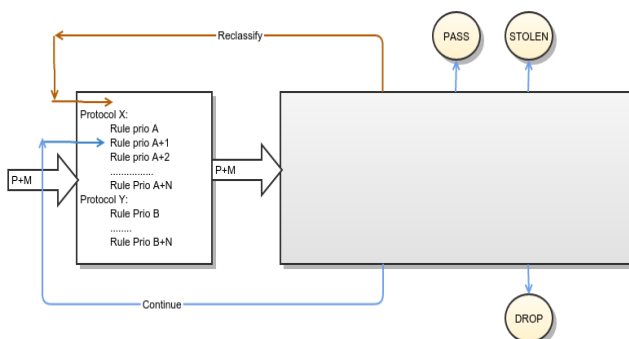 Reclassify
PASS
STOLEN
Protocol X:
Rule prio A
Rule prio A+1
Rule prio A+2
................
Rule Prio A+N
Protocol Y:
Rule Prio B
........
Rule Prio B+N
P+M
P+M
Continue
DROP